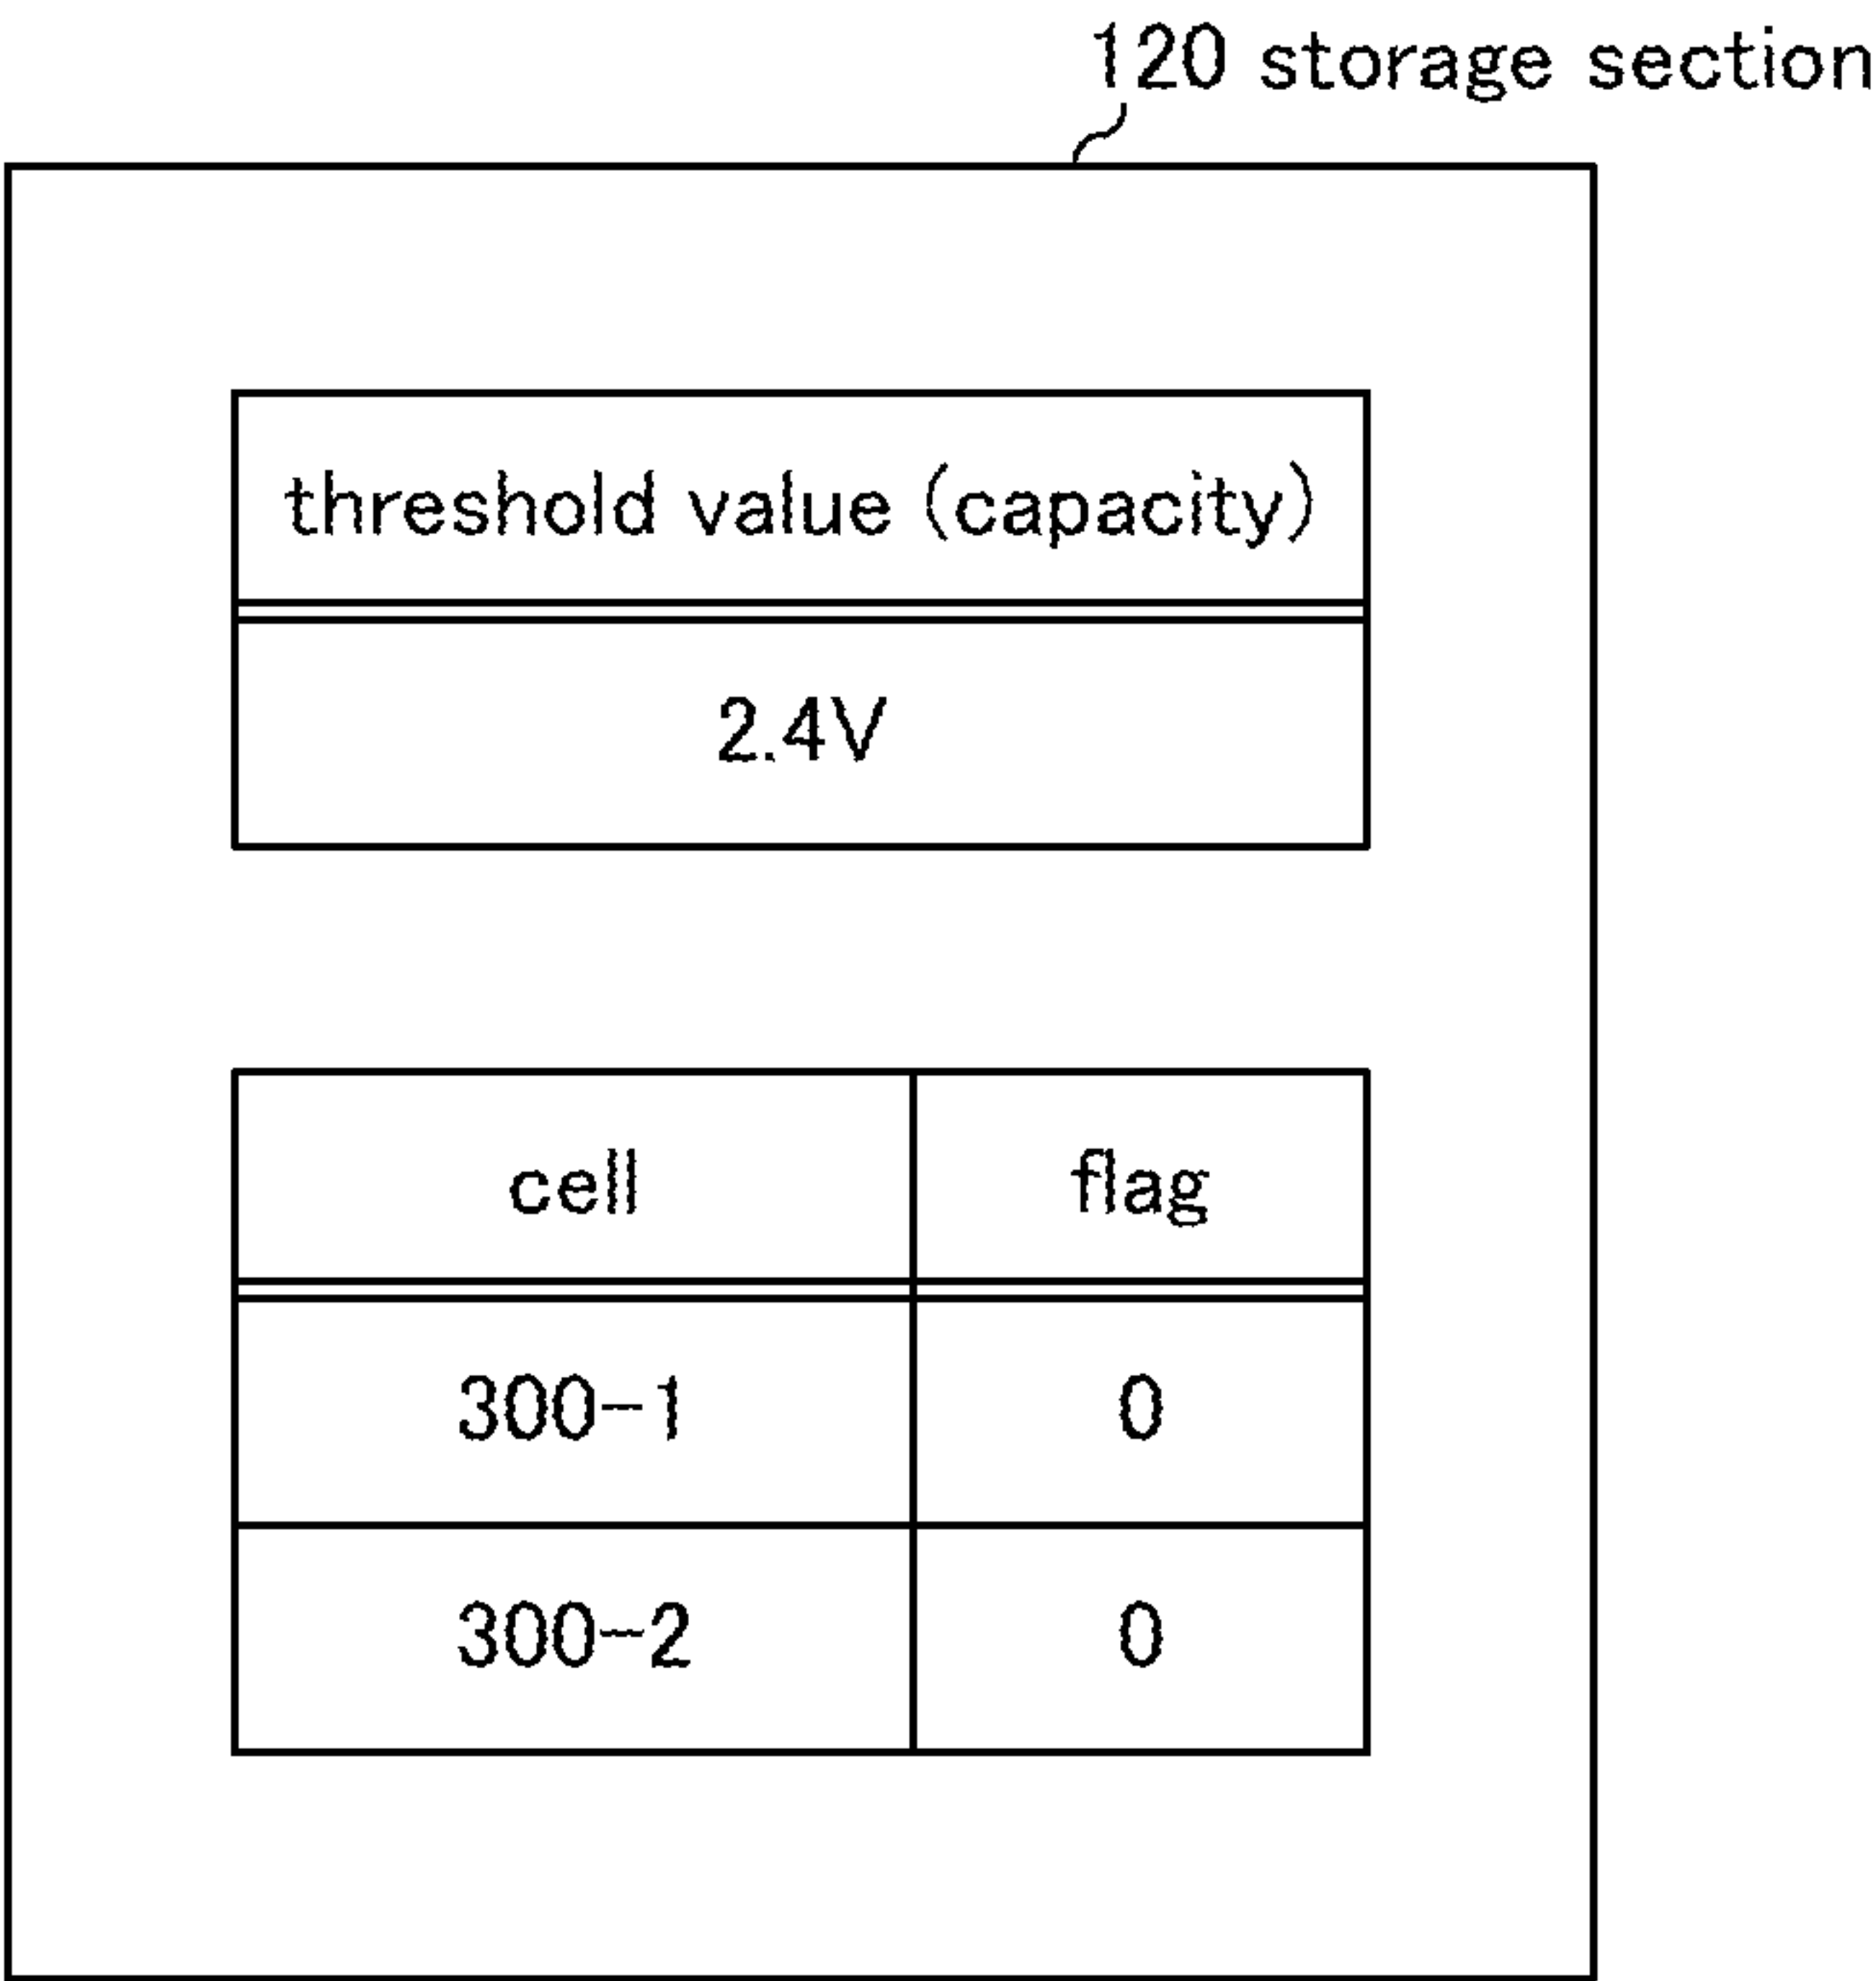 120 storage section
threshold value (capacity)
2.4V
cell flag
300-1 0
300-2 0